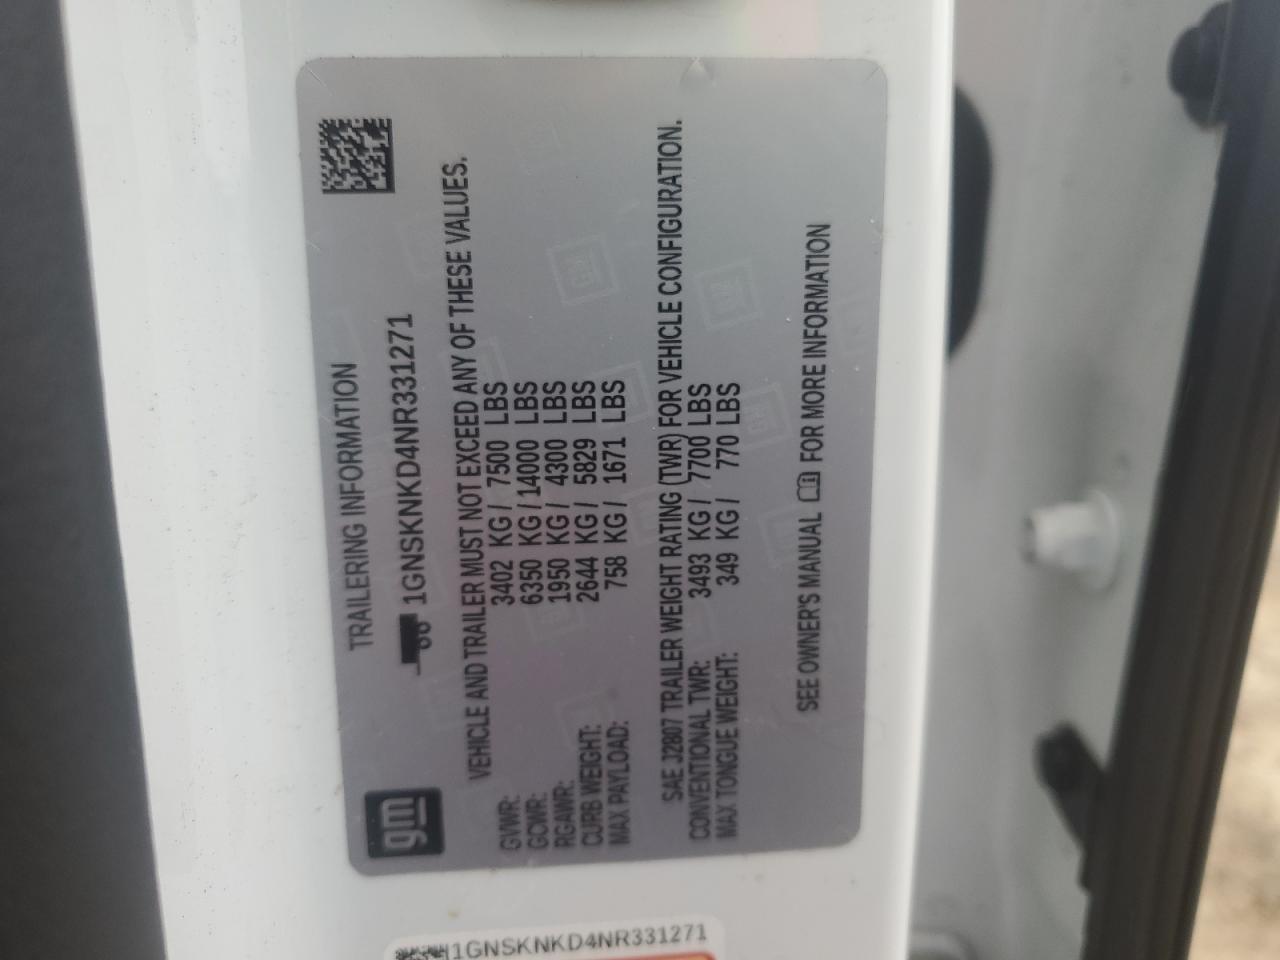 TRAILERING INFORMATION
1GNSKNKD4NR331271
gm
VEHICLE AND TRAILER MUST NOT EXCEED ANY OF THESE VALUES.
GVWR: 3402 KG / 7500 LBS
GCWR: 6350 KG / 14000 LBS
RGAWR: 1950 KG / 4300 LBS
CURB WEIGHT: 2644 KG / 5829 LBS
MAX PAYLOAD: 758 KG / 1671 LBS
SAE J2807 TRAILER WEIGHT RATING (TWR) FOR VEHICLE CONFIGURATION.
CONVENTIONAL TWR: 3493 KG / 7700 LBS
MAX TONGUE WEIGHT: 349 KG / 770 LBS
SEE OWNER'S MANUAL FOR MORE INFORMATION
1GNSKNKD4NR331271